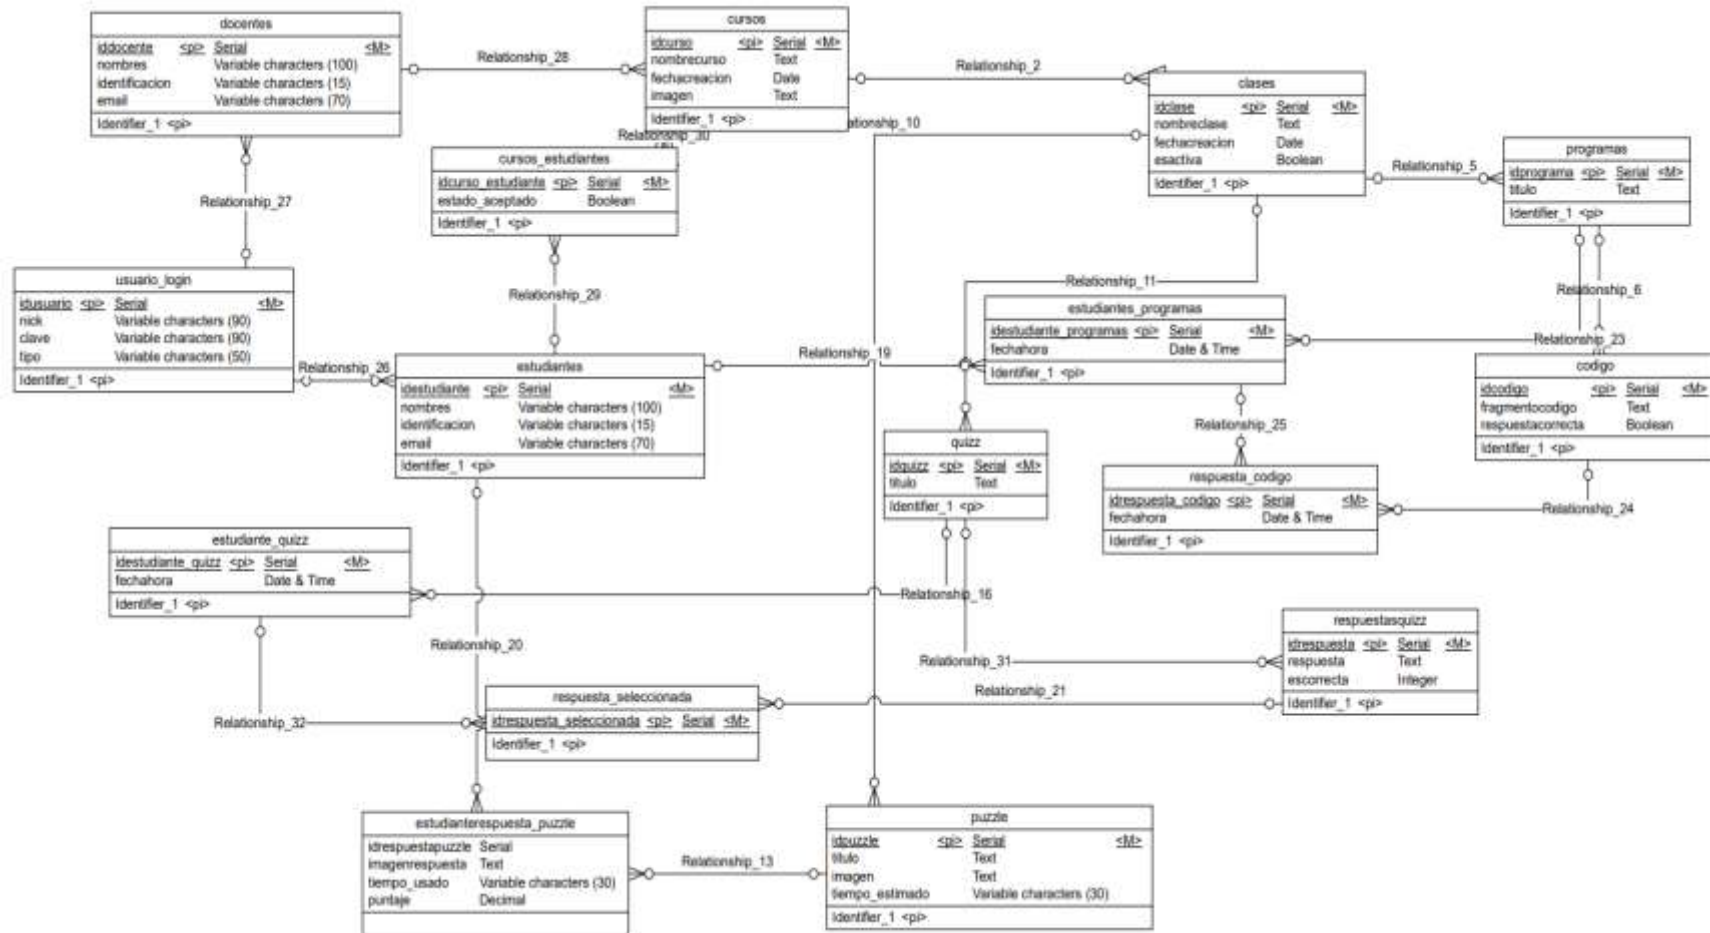 docentes
iddocente <pi> Serial <M>
nombres Variable characters (100)
identificacion Variable characters (15)
email Variable characters (70)
Identifier_1 <pi>
Relationship_28
cursos
idcurso <pi> Serial <M>
nombrecurso Text
fechacreacion Date
imagen Text
Identifier_1 <pi>
Relationship_2
clases
idclase <pi> Serial <M>
nombreclase Text
fechacreacion Date
esactiva Boolean
Identifier_1 <pi>
Relationship_30
ationship_10
cursos_estudiantes
idcurso_estudiante <pi> Serial <M>
estado_aceptado Boolean
Identifier_1 <pi>
Relationship_5
programas
idprograma <pi> Serial <M>
titulo Text
Identifier_1 <pi>
Relationship_27
usuario_login
idusuario <pi> Serial <M>
nick Variable characters (90)
clave Variable characters (90)
tipo Variable characters (50)
Identifier_1 <pi>
Relationship_29
Relationship_11
Relationship_6
estudiantes_programas
idestudiante_programas <pi> Serial <M>
fechahora Date & Time
Identifier_1 <pi>
Relationship_26
estudiantes
idestudiante <pi> Serial <M>
nombres Variable characters (100)
identificacion Variable characters (15)
email Variable characters (70)
Identifier_1 <pi>
Relationship_19
Relationship_23
codigo
idcodigo <pi> Serial <M>
fragmentocodigo Text
respuestacorrecta Boolean
Identifier_1 <pi>
Relationship_25
quizz
idquizz <pi> Serial <M>
titulo Text
Identifier_1 <pi>
respuesta_codigo
idrespuesta_codigo <pi> Serial <M>
fechahora Date & Time
Identifier_1 <pi>
Relationship_24
estudiante_quizz
idestudiante_quizz <pi> Serial <M>
fechahora Date & Time
Identifier_1 <pi>
Relationship_16
Relationship_20
Relationship_31
respuestasquizz
idrespuesta <pi> Serial <M>
respuesta Text
escorrecta Integer
Identifier_1 <pi>
Relationship_21
Relationship_32
respuesta_seleccionada
idrespuesta_seleccionada <pi> Serial <M>
Identifier_1 <pi>
estudianterespuesta_puzzle
idrespuestapuzzle Serial
imagenrespuesta Text
tiempo_usado Variable characters (30)
puntaje Decimal
Relationship_13
puzzle
idpuzzle <pi> Serial <M>
titulo Text
imagen Text
tiempo_estimado Variable characters (30)
Identifier_1 <pi>